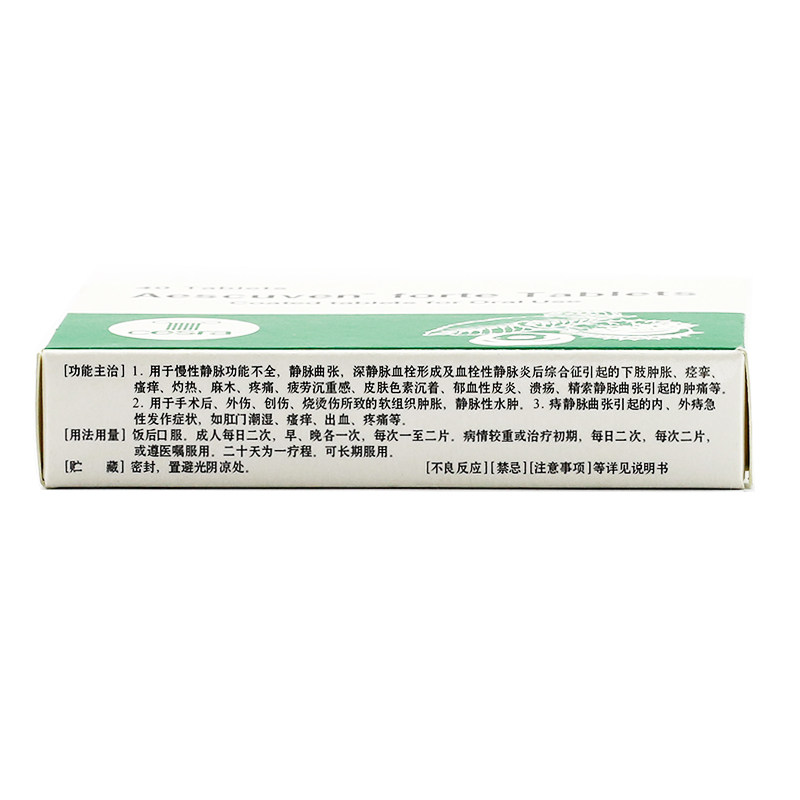 40 Tablets
Aescuven® forte Tablets
Coated tablets for Oral Use
cesra
[功能主治] 1. 用于慢性静脉功能不全，静脉曲张，深静脉血栓形成及血栓性静脉炎后综合征引起的下肢肿胀、痉挛、
瘙痒、灼热、麻木、疼痛、疲劳沉重感、皮肤色素沉着、郁血性皮炎、溃疡、精索静脉曲张引起的肿痛等。
2. 用于手术后、外伤、创伤、烧烫伤所致的软组织肿胀，静脉性水肿。3. 痔静脉曲张引起的内、外痔急
性发作症状，如肛门潮湿、瘙痒、出血、疼痛等。
[用法用量] 饭后口服。成人每日二次，早、晚各一次，每次一至二片。病情较重或治疗初期，每日二次，每次二片，
或遵医嘱服用。二十天为一疗程。可长期服用。
[贮 藏] 密封，置避光阴凉处。 [不良反应][禁忌][注意事项]等详见说明书